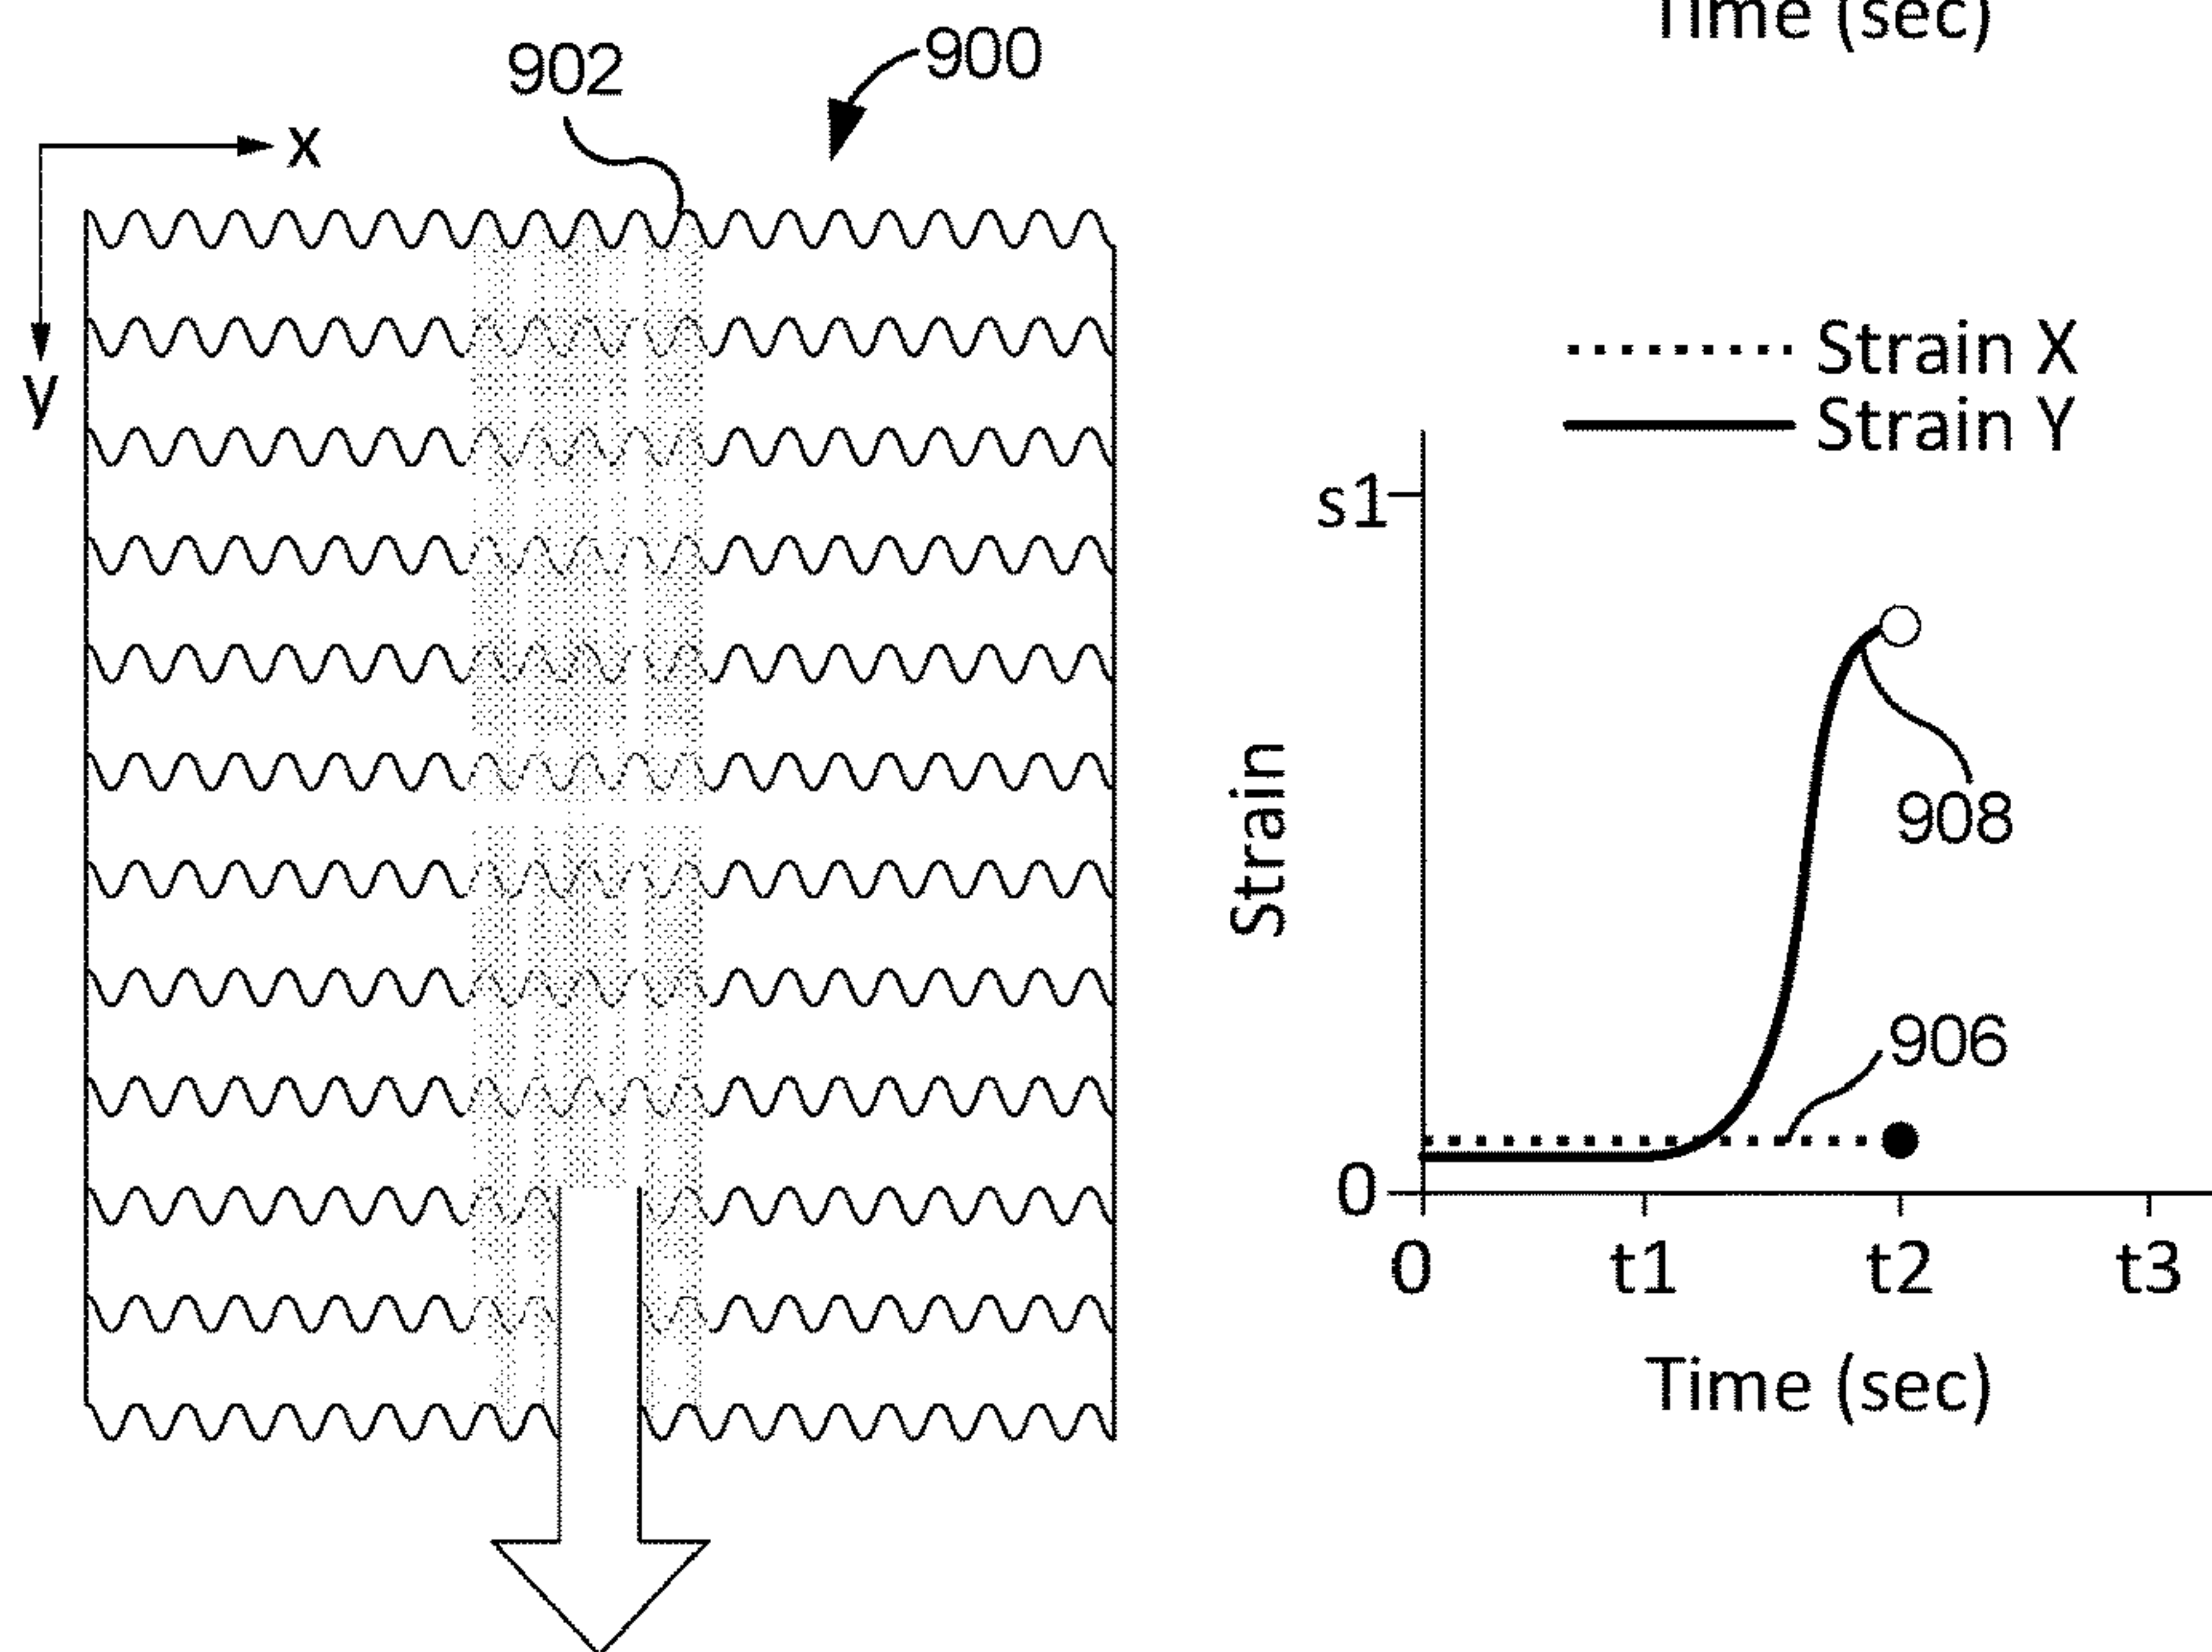 Time (sec)
902
900
x
y
Strain X
Strain Y
s1
Strain
908
906
0
0 t1 t2 t3
Time (sec)